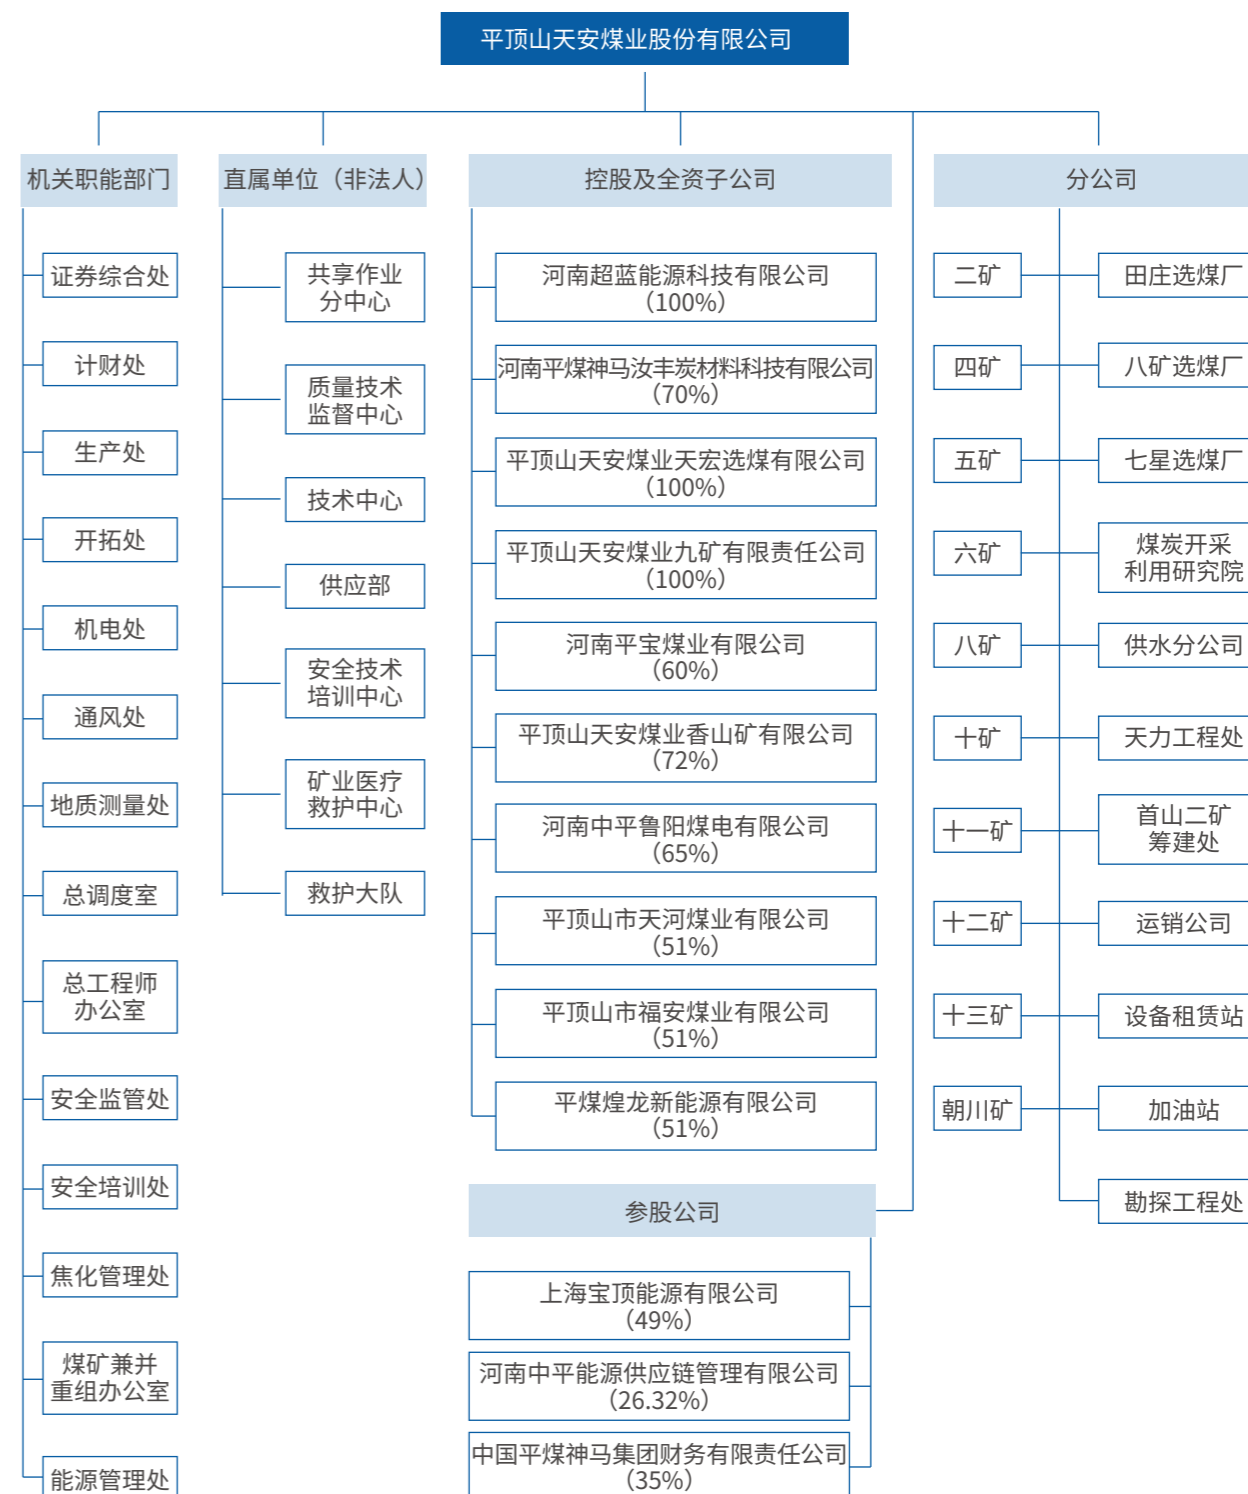 平顶山天安煤业股份有限公司
机关职能部门
证券综合处
计财处
生产处
开拓处
机电处
通风处
地质测量处
总调度室
总工程师
办公室
安全监管处
安全培训处
焦化管理处
煤矿兼并
重组办公室
能源管理处
直属单位（非法人）
共享作业
分中心
质量技术
监督中心
技术中心
供应部
安全技术
培训中心
矿业医疗
救护中心
救护大队
控股及全资子公司
河南超蓝能源科技有限公司
（100%）
河南平煤神马汝丰炭材料科技有限公司
（70%）
平顶山天安煤业天宏选煤有限公司
（100%）
平顶山天安煤业九矿有限责任公司
（100%）
河南平宝煤业有限公司
（60%）
平顶山天安煤业香山矿有限公司
（72%）
河南中平鲁阳煤电有限公司
（65%）
平顶山市天河煤业有限公司
（51%）
平顶山市福安煤业有限公司
（51%）
平煤煌龙新能源有限公司
（51%）
参股公司
上海宝顶能源有限公司
（49%）
河南中平能源供应链管理有限公司
（26.32%）
中国平煤神马集团财务有限责任公司
（35%）
分公司
二矿
田庄选煤厂
四矿
八矿选煤厂
五矿
七星选煤厂
六矿
煤炭开采
利用研究院
八矿
供水分公司
十矿
天力工程处
十一矿
首山二矿
筹建处
十二矿
运销公司
十三矿
设备租赁站
朝川矿
加油站
勘探工程处